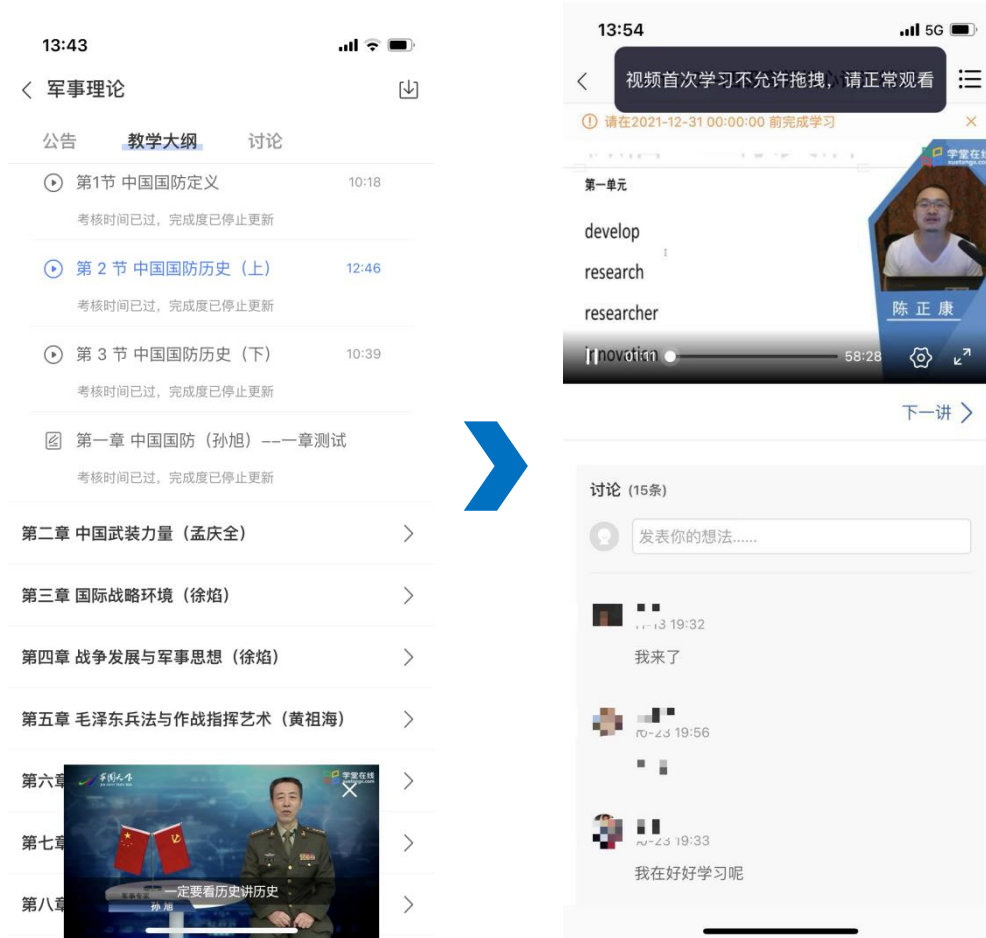 13:43
军事理论
公告 教学大纲 讨论
第1节 中国国防定义 10:18
考核时间已过，完成度已停止更新
第 2 节 中国国防历史（上） 12:46
考核时间已过，完成度已停止更新
第 3 节 中国国防历史（下） 10:39
考核时间已过，完成度已停止更新
第一章 中国国防（孙旭）--一章测试
考核时间已过，完成度已停止更新
第二章 中国武装力量（孟庆全）
第三章 国际战略环境（徐焰）
第四章 战争发展与军事思想（徐焰）
第五章 毛泽东兵法与作战指挥艺术（黄祖海）
第六章
第七章
第八章
学堂在线
xuetangx.com
一定要看历史讲历史
孙旭
13:54
5G
视频首次学习不允许拖拽，请正常观看
请在2021-12-31 00:00:00 前完成学习
学堂在线
第一单元
develop
research
researcher
innovation
陈正康
01:11 58:28
下一讲
讨论 (15条)
发表你的想法......
19:32
我来了
-23 19:56
-23 19:33
我在好好学习呢